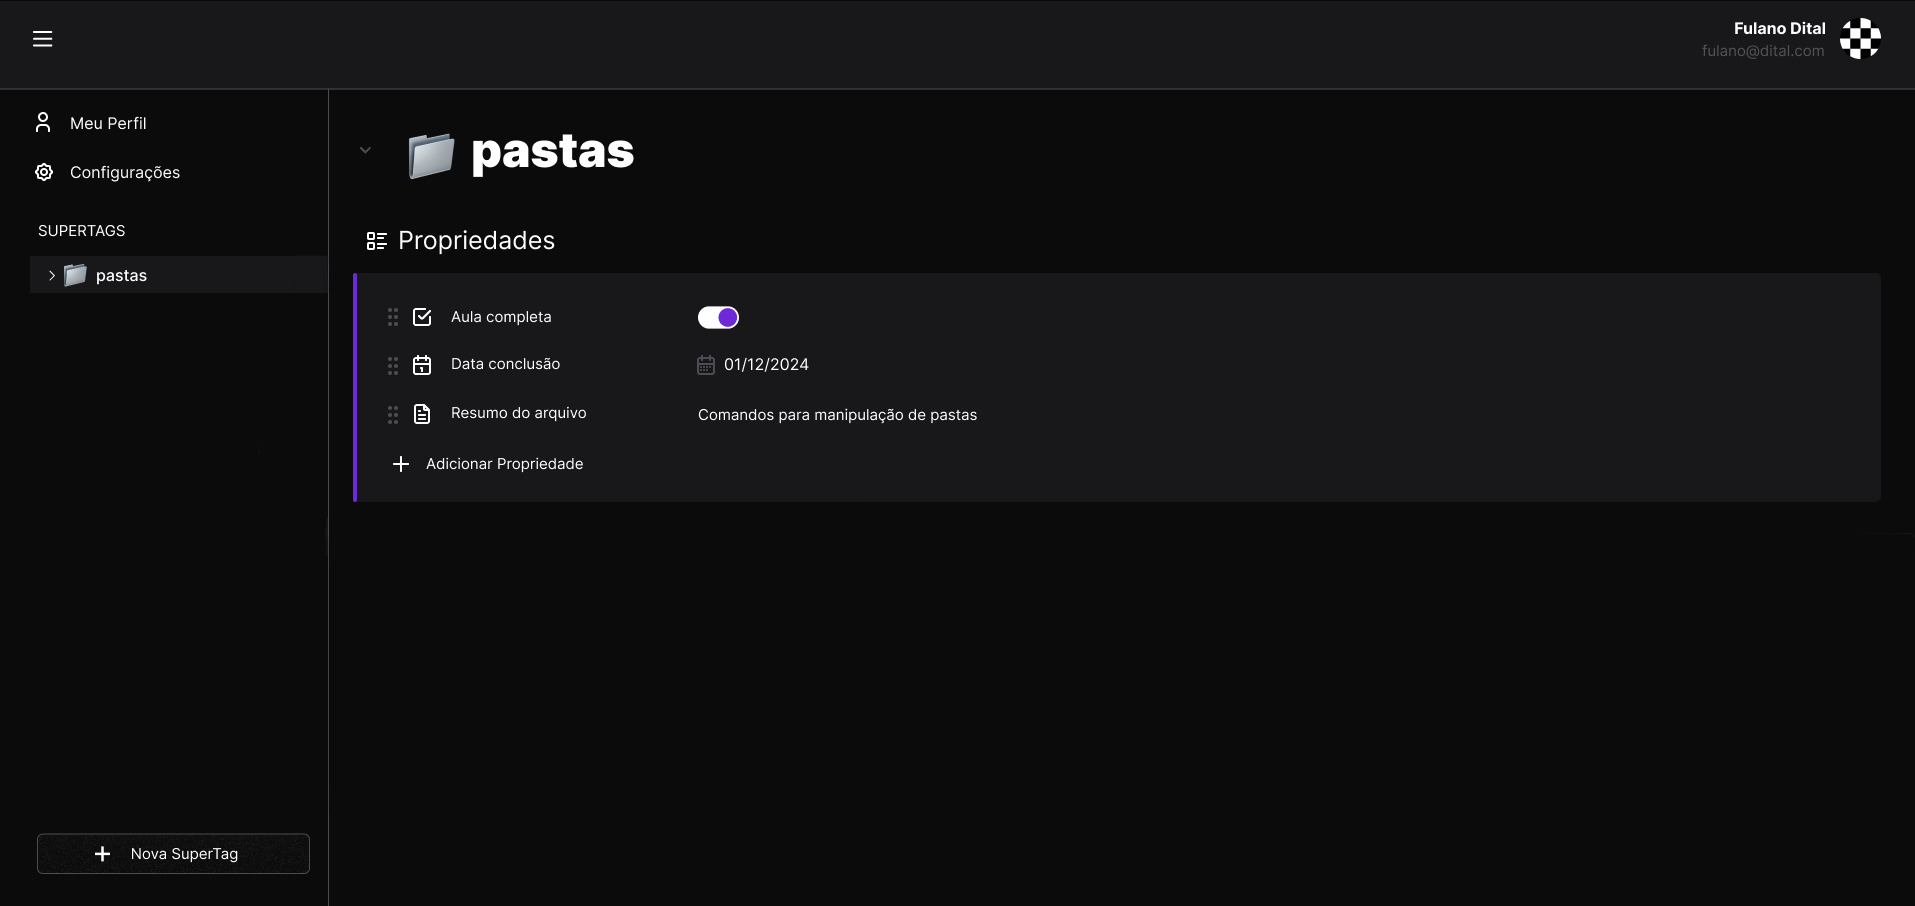 Fulano Dital
fulano@dital.com
Meu Perfil
Configurações
SUPERTAGS
pastas
pastas
Propriedades
Aula completa
Data conclusão 01/12/2024
Resumo do arquivo Comandos para manipulação de pastas
Adicionar Propriedade
Nova SuperTag